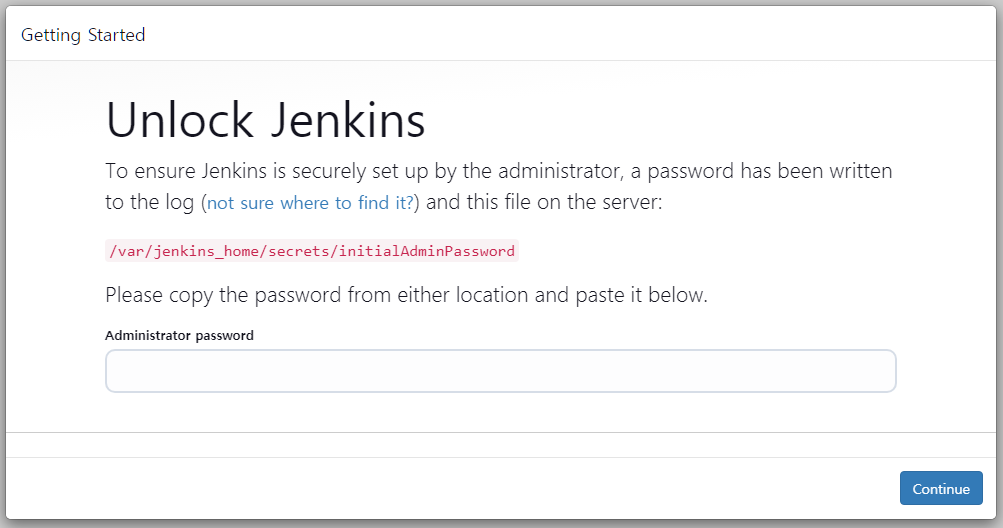 Getting Started
Unlock Jenkins
To ensure Jenkins is securely set up by the administrator, a password has been written
to the log (not sure where to find it?) and this file on the server:
/var/jenkins_home/secrets/initialAdminPassword
Please copy the password from either location and paste it below.
Administrator password
Continue